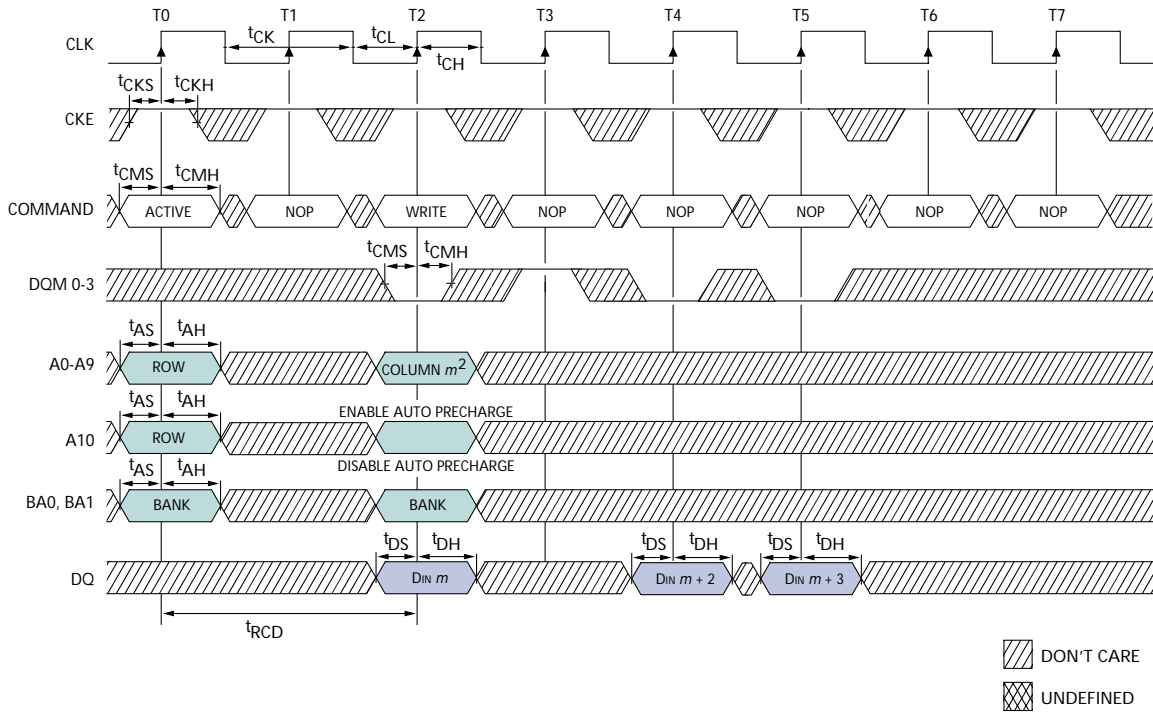 T0 T1 T2 T3 T4 T5 T6 T7
CLK
tCK tCL
tCH
tCKS tCKH
CKE
tCMS tCMH
COMMAND ACTIVE NOP WRITE NOP NOP NOP NOP NOP
tCMS tCMH
DQM 0-3
tAS tAH
A0-A9 ROW COLUMN m2
tAS tAH ENABLE AUTO PRECHARGE
A10 ROW
DISABLE AUTO PRECHARGE
tAS tAH
BA0, BA1 BANK BANK
tDS tDH tDS tDH tDS tDH
DQ DIN m DIN m + 2 DIN m + 3
tRCD
DON'T CARE
UNDEFINED